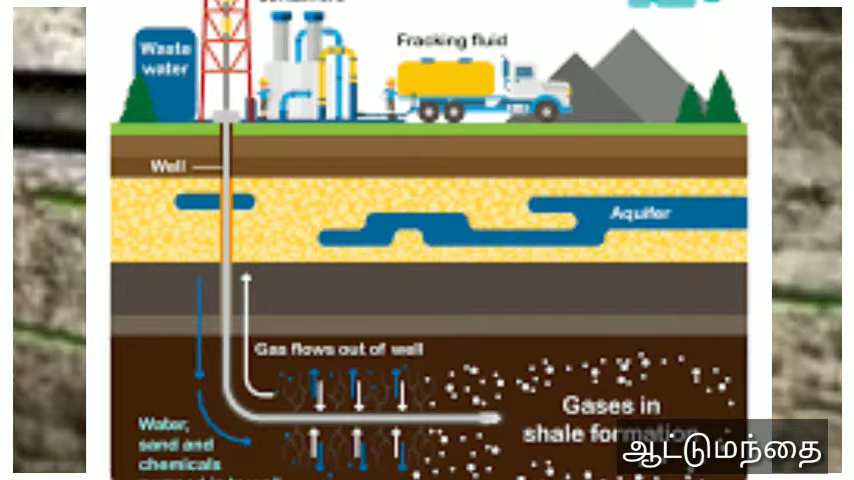 Waste
water
Fracking fluid
Well
Aquifer
Gas flows out of well
Gases in
shale formation
Water,
sand and
chemicals
ஆட்டுமந்தை